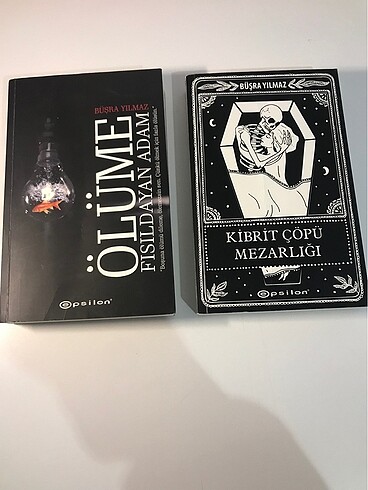 BÜŞRA YILMAZ
ÖLÜME
FISILDAYAN ADAM
epsilon
BÜŞRA YILMAZ
KİBRİT ÇÖPÜ
MEZARLIĞI
epsilon